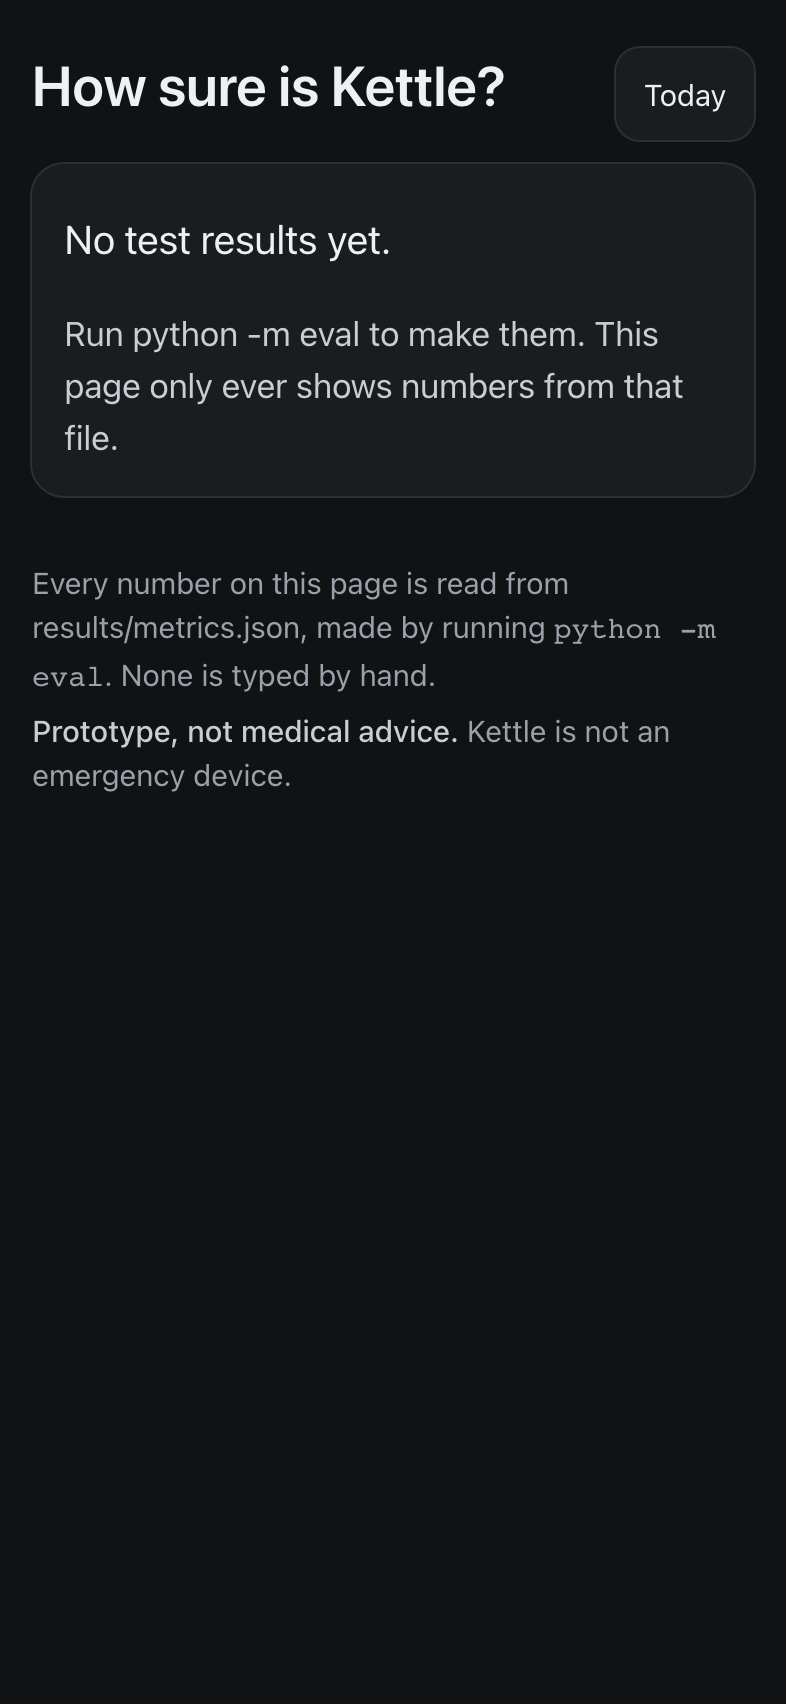 How sure is Kettle?
Today
No test results yet.
Run python -m eval to make them. This
page only ever shows numbers from that
file.
Every number on this page is read from
results/metrics.json, made by running python -m
eval. None is typed by hand.
Prototype, not medical advice. Kettle is not an
emergency device.